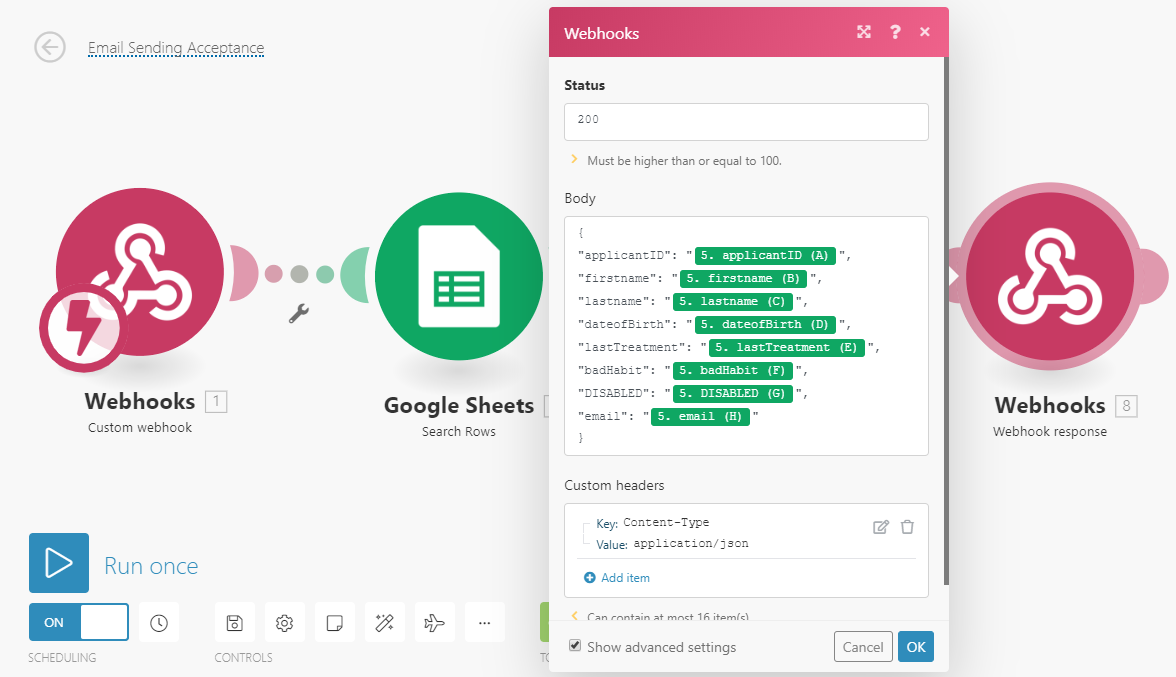 Email Sending Acceptance
Webhooks
Status
200
Must be higher than or equal to 100.
Body
{
"applicantID": "5. applicantID (A)",
"firstname": "5. firstname (B)",
"lastname": "5. lastname (C)",
"dateofBirth": "5. dateofBirth (D)",
"lastTreatment": "5. lastTreatment (E)",
"badHabit": "5. badHabit (F)",
"DISABLED": "5. DISABLED (G)",
"email": "5. email (H)"
}
Custom headers
Key: Content-Type
Value: application/json
Add item
Can contain at most 16 item(s)
Show advanced settings
Cancel
OK
Webhooks 1
Custom webhook
Google Sheets
Search Rows
Webhooks 8
Webhook response
Run once
ON
SCHEDULING
CONTROLS